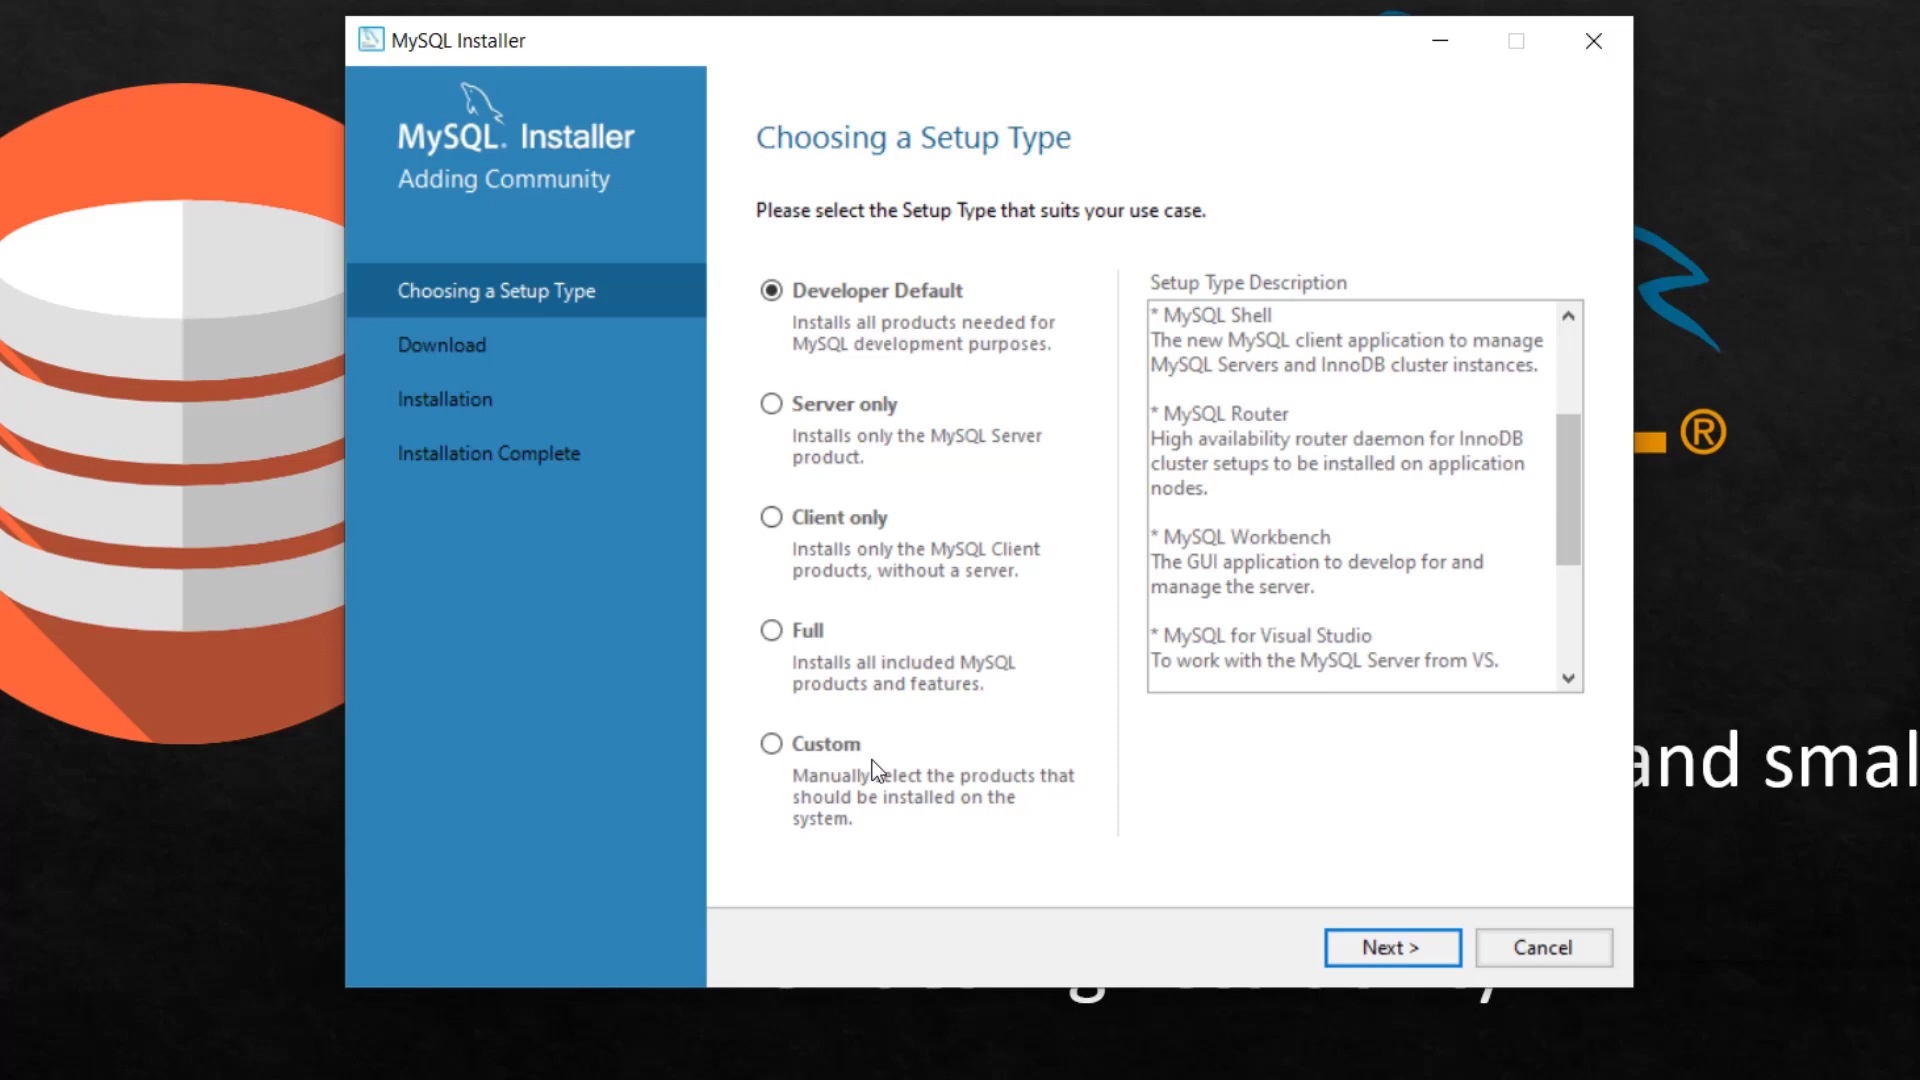 MySQL Installer
MySQL. Installer
Adding Community
Choosing a Setup Type
Download
Installation
Installation Complete
Choosing a Setup Type
Please select the Setup Type that suits your use case.
Developer Default
Installs all products needed for
MySQL development purposes.
Server only
Installs only the MySQL Server
product.
Client only
Installs only the MySQL Client
products, without a server.
Full
Installs all included MySQL
products and features.
Custom
Manually select the products that
should be installed on the
system.
Setup Type Description
* MySQL Shell
The new MySQL client application to manage
MySQL Servers and InnoDB cluster instances.
* MySQL Router
High availability router daemon for InnoDB
cluster setups to be installed on application
nodes.
* MySQL Workbench
The GUI application to develop for and
manage the server.
* MySQL for Visual Studio
To work with the MySQL Server from VS.
Next >
Cancel
®
and smal